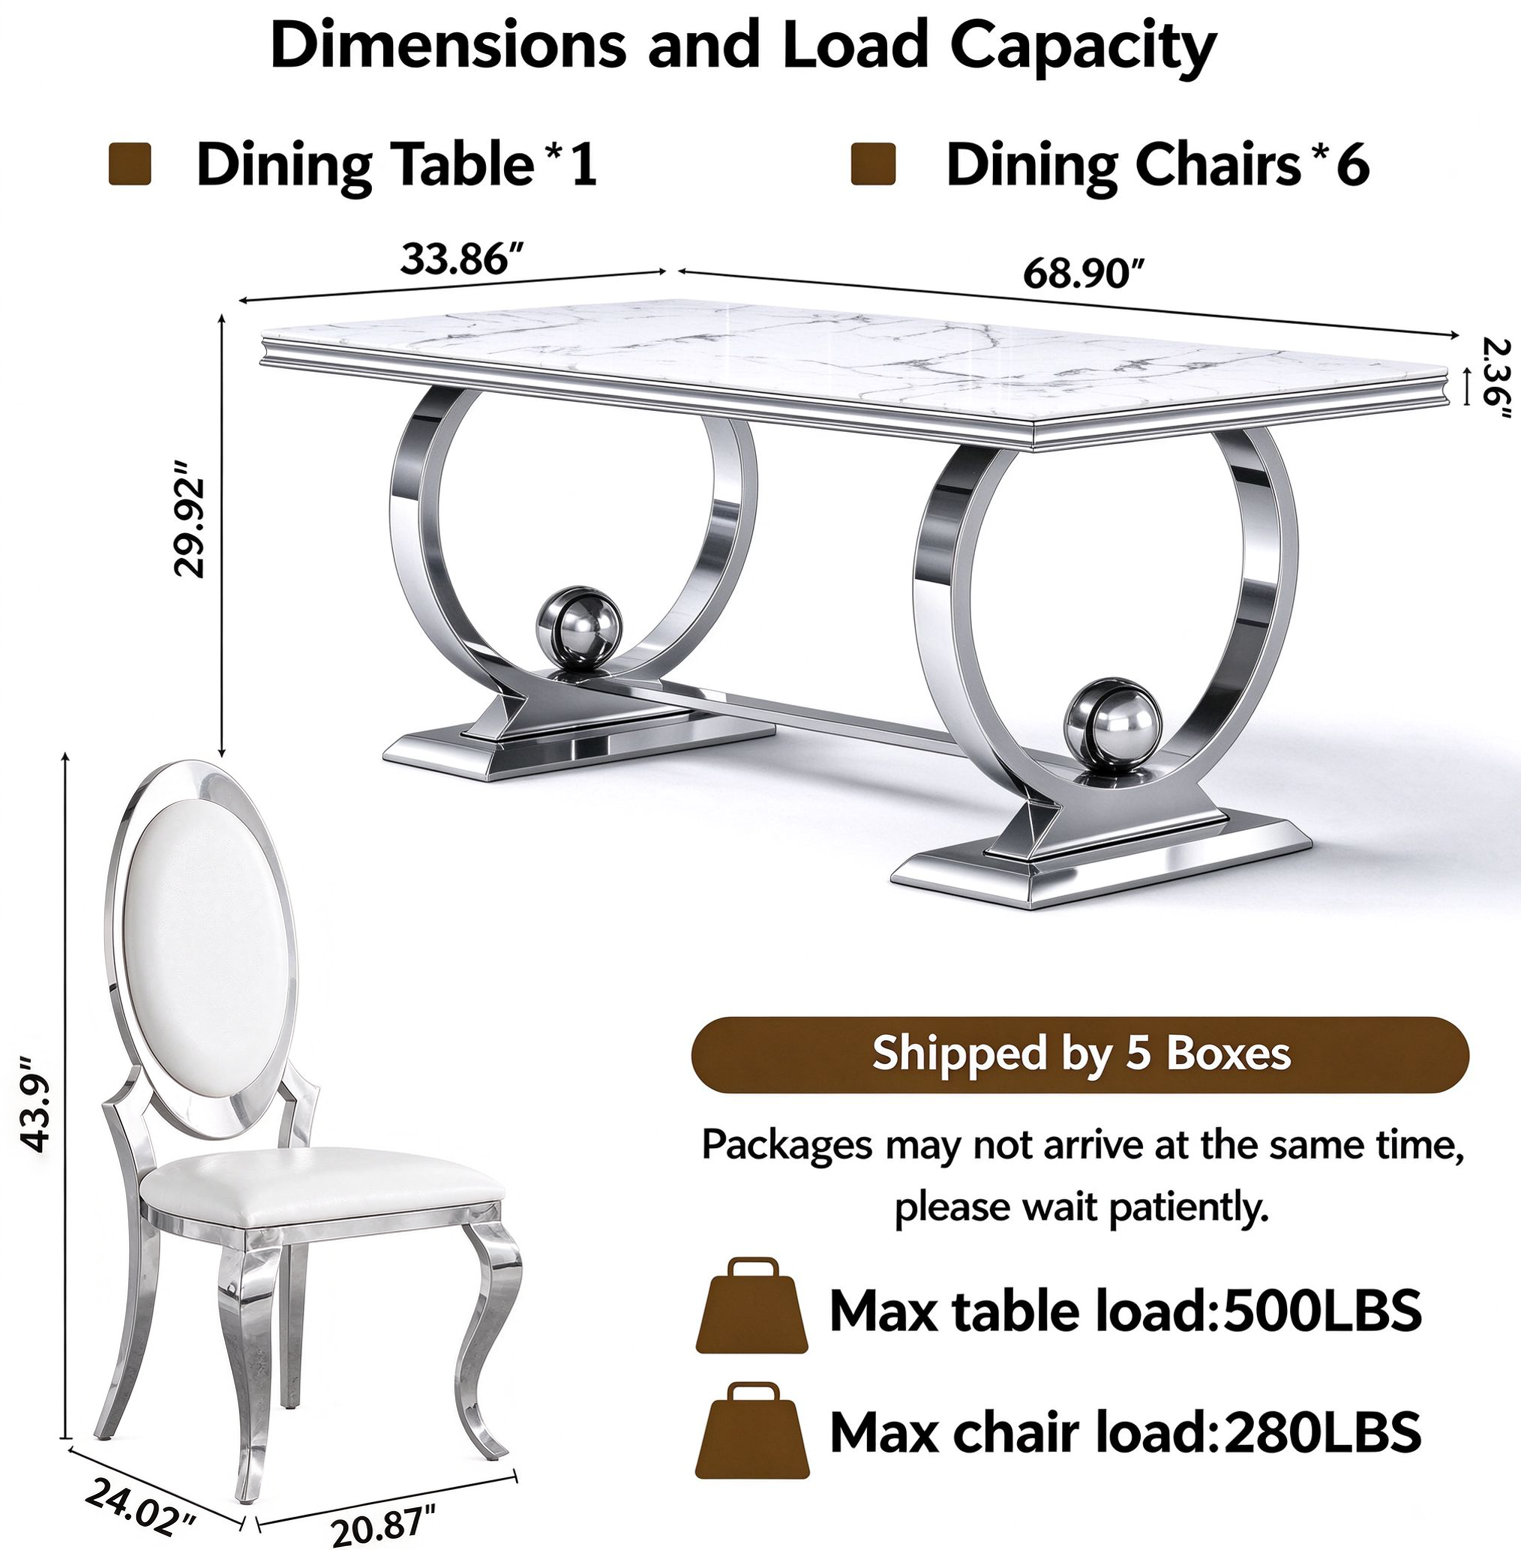 Dimensions and Load Capacity
Dining Table*1
Dining Chairs*6
33.86"
68.90"
2.36"
29.92"
43.9"
24.02"
20.87"
Shipped by 5 Boxes
Packages may not arrive at the same time,
please wait patiently.
Max table load:500LBS
Max chair load:280LBS